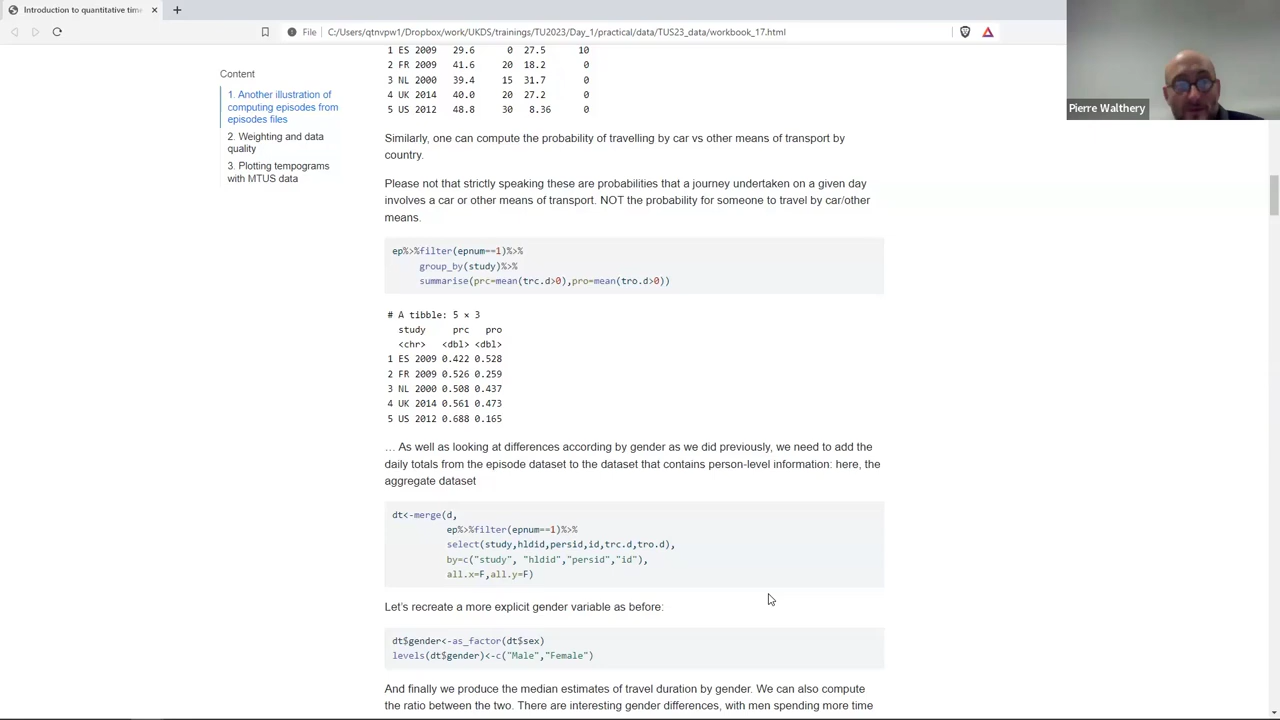 Introduction to quantitative tim
File
C:/Users/qtnvpw1/Dropbox/work/UKDS/trainings/TU2023/Day_1/practical/data/TUS23_data/workbook_17.html
Pierre Walthery
Content
1. Another illustration of
computing episodes from
episodes files
2. Weighting and data
quality
3. Plotting tempograms
with MTUS data
1 ES 2009 29.6 0 27.5 10
2 FR 2009 41.6 20 18.2 0
3 NL 2000 39.4 15 31.7 0
4 UK 2014 40.0 20 27.2 0
5 US 2012 48.8 30 8.36 0
Similarly, one can compute the probability of travelling by car vs other means of transport by
country.
Please not that strictly speaking these are probabilities that a journey undertaken on a given day
involves a car or other means of transport. NOT the probability for someone to travel by car/other
means.
ep%>%filter(epnum==1)%>%
group_by(study)%>%
summarise(prc=mean(trc.d>0),pro=mean(tro.d>0))
# A tibble: 5 × 3
study prc pro
<chr> <dbl> <dbl>
1 ES 2009 0.422 0.528
2 FR 2009 0.526 0.259
3 NL 2000 0.508 0.437
4 UK 2014 0.561 0.473
5 US 2012 0.688 0.165
… As well as looking at differences according by gender as we did previously, we need to add the
daily totals from the episode dataset to the dataset that contains person-level information: here, the
aggregate dataset
dt<-merge(d,
ep%>%filter(epnum==1)%>%
select(study,hldid,persid,id,trc.d,tro.d),
by=c("study", "hldid","persid","id"),
all.x=F,all.y=F)
Let's recreate a more explicit gender variable as before:
dt$gender<-as_factor(dt$sex)
levels(dt$gender)<-c("Male","Female")
And finally we produce the median estimates of travel duration by gender. We can also compute
the ratio between the two. There are interesting gender differences, with men spending more time